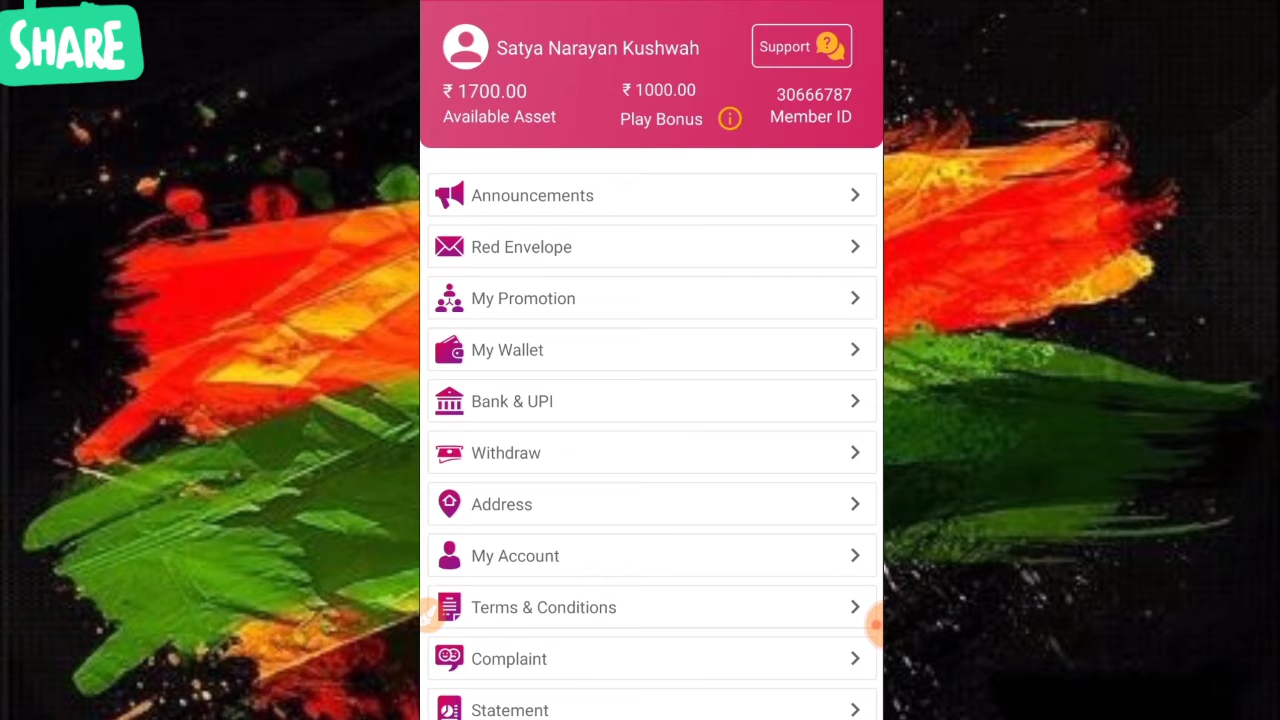 SHARE
Satya Narayan Kushwah
Support ?
₹ 1700.00
Available Asset
₹ 1000.00
Play Bonus i
30666787
Member ID
Announcements
Red Envelope
My Promotion
My Wallet
Bank & UPI
Withdraw
Address
My Account
Terms & Conditions
Complaint
Statement